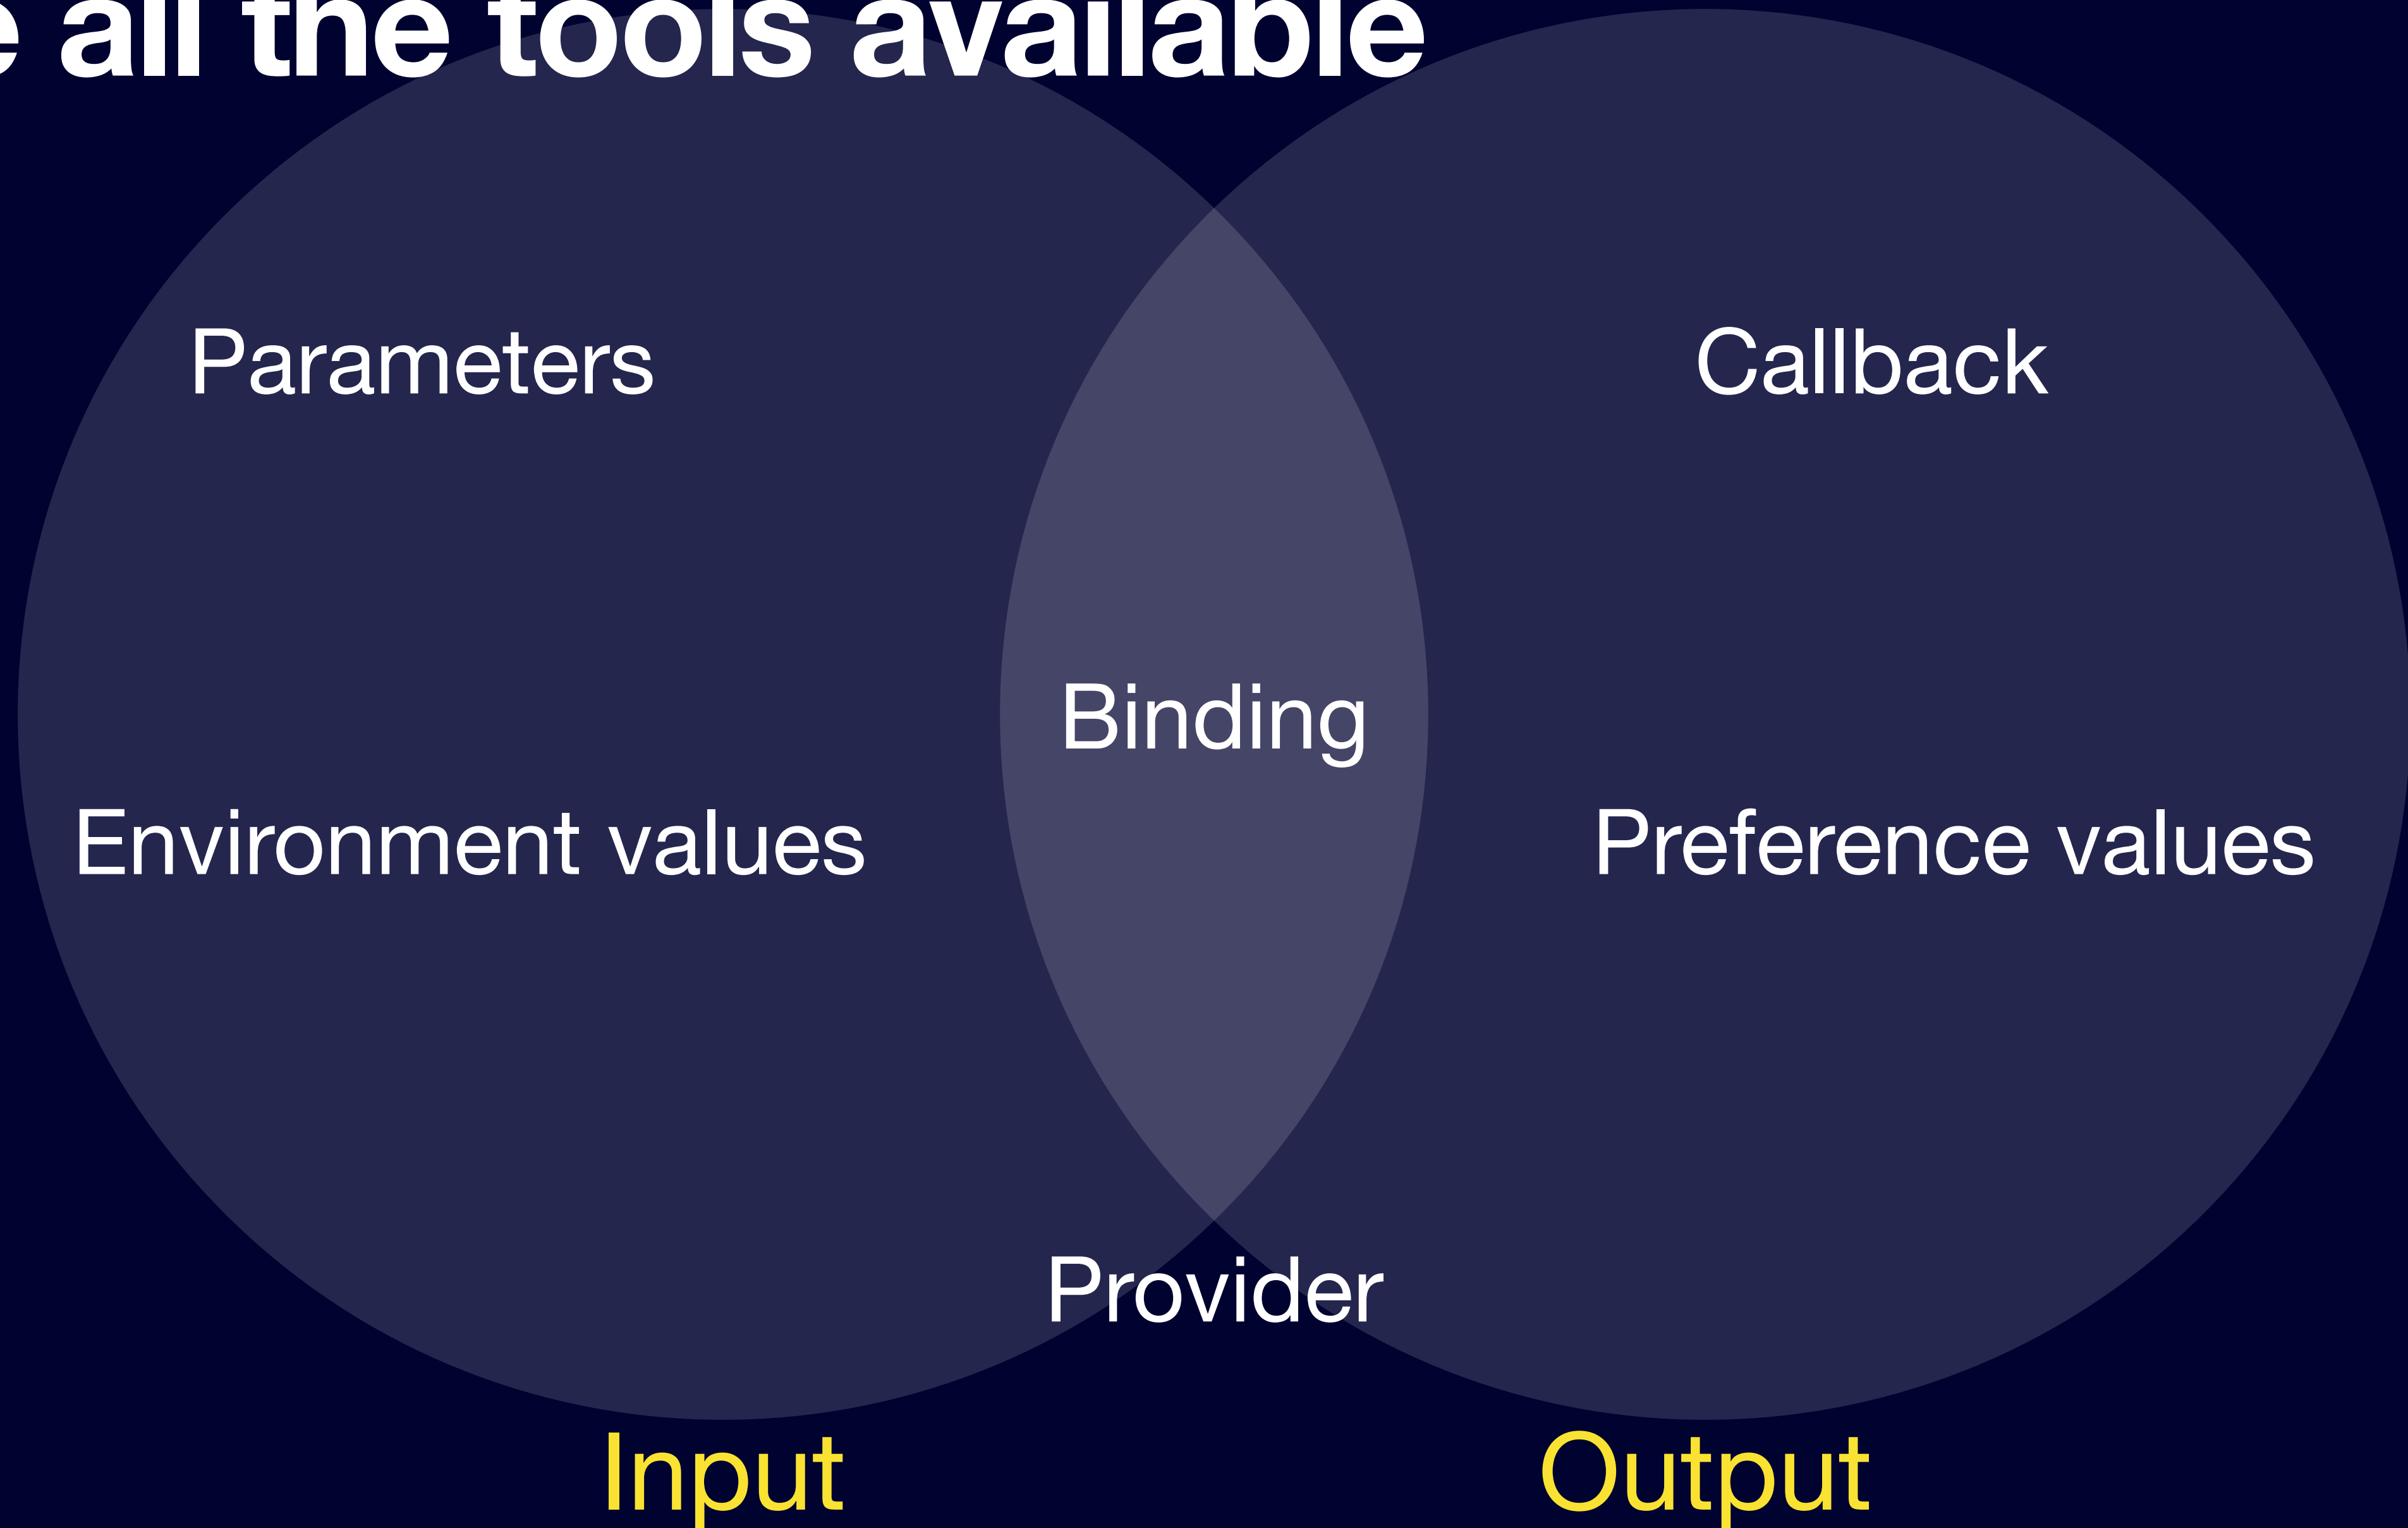 all the tools available
Parameters
Callback
Binding
Environment values
Preference values
Provider
Input
Output